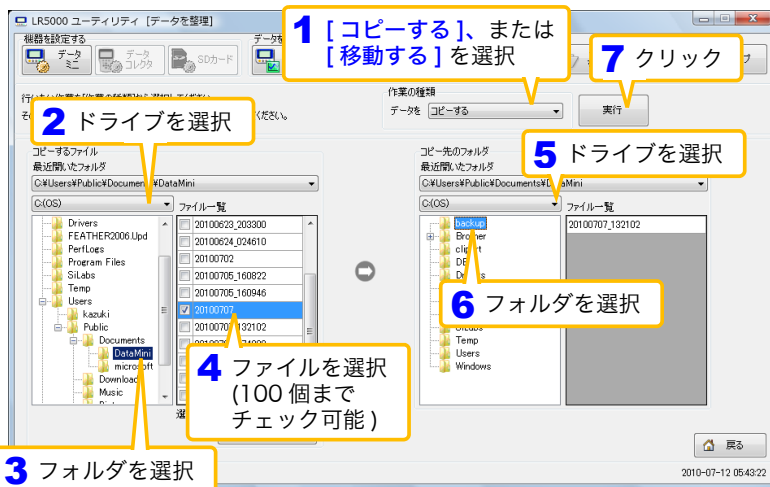 LR5000 ユーティリティ [データを整理]
機器を設定する
データ
ミニ
データ
コレクタ
SDカード
1 [ コピーする ]、または
[ 移動する ] を選択
7 クリック
作業の種類
データを コピーする
実行
ください。
2 ドライブを選択
コピーするファイル
最近開いたフォルダ
C:¥Users¥Public¥Documents¥DataMini
C:(OS)
ファイル一覧
Drivers
FEATHER2006.Upd
PerfLogs
Program Files
SiLabs
Temp
Users
kazuki
Public
Documents
DataMini
microsoft
Download
Music
20100623_203300
20100624_024610
20100702
20100705_160822
20100705_160946
20100707
132102
4 ファイルを選択
(100 個まで
チェック可能 )
3 フォルダを選択
コピー先のフォルダ
最近開いたフォルダ
5 ドライブを選択
C:(OS)
ファイル一覧
backup
20100707_132102
6 フォルダを選択
Temp
Users
Windows
戻る
2010-07-12 05:43:22